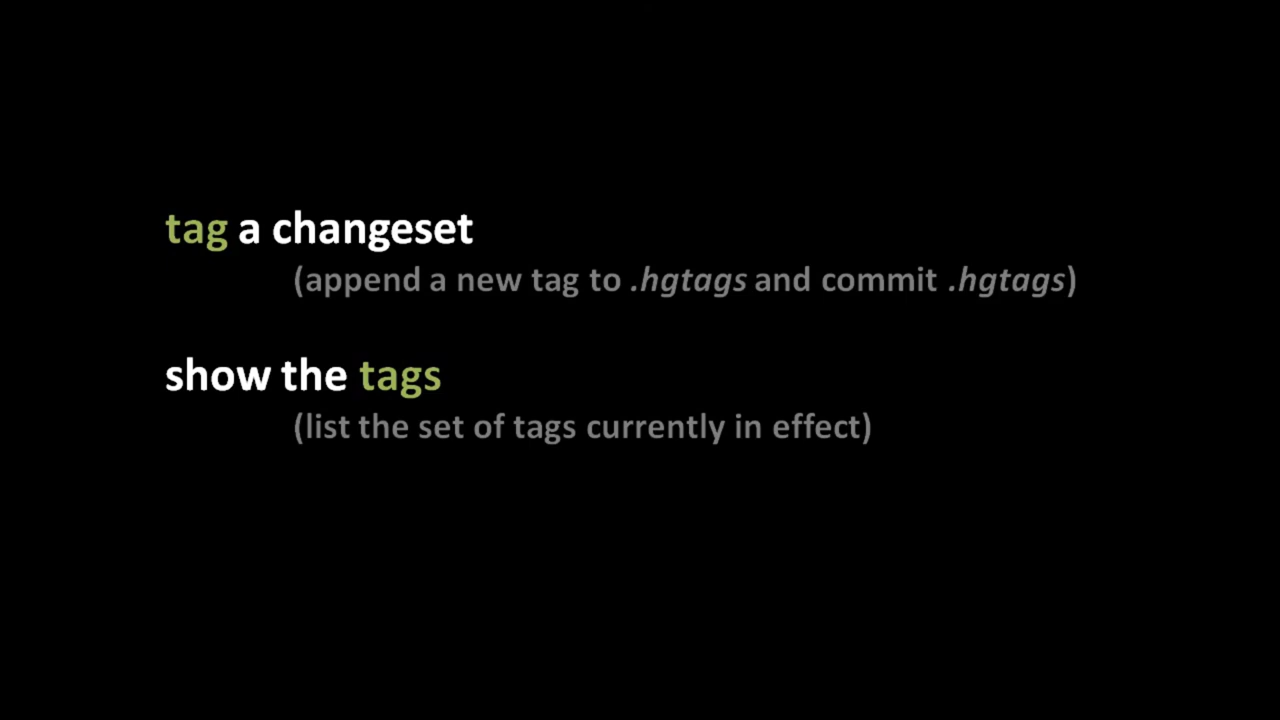 tag a changeset
(append a new tag to .hgtags and commit .hgtags)
show the tags
(list the set of tags currently in effect)